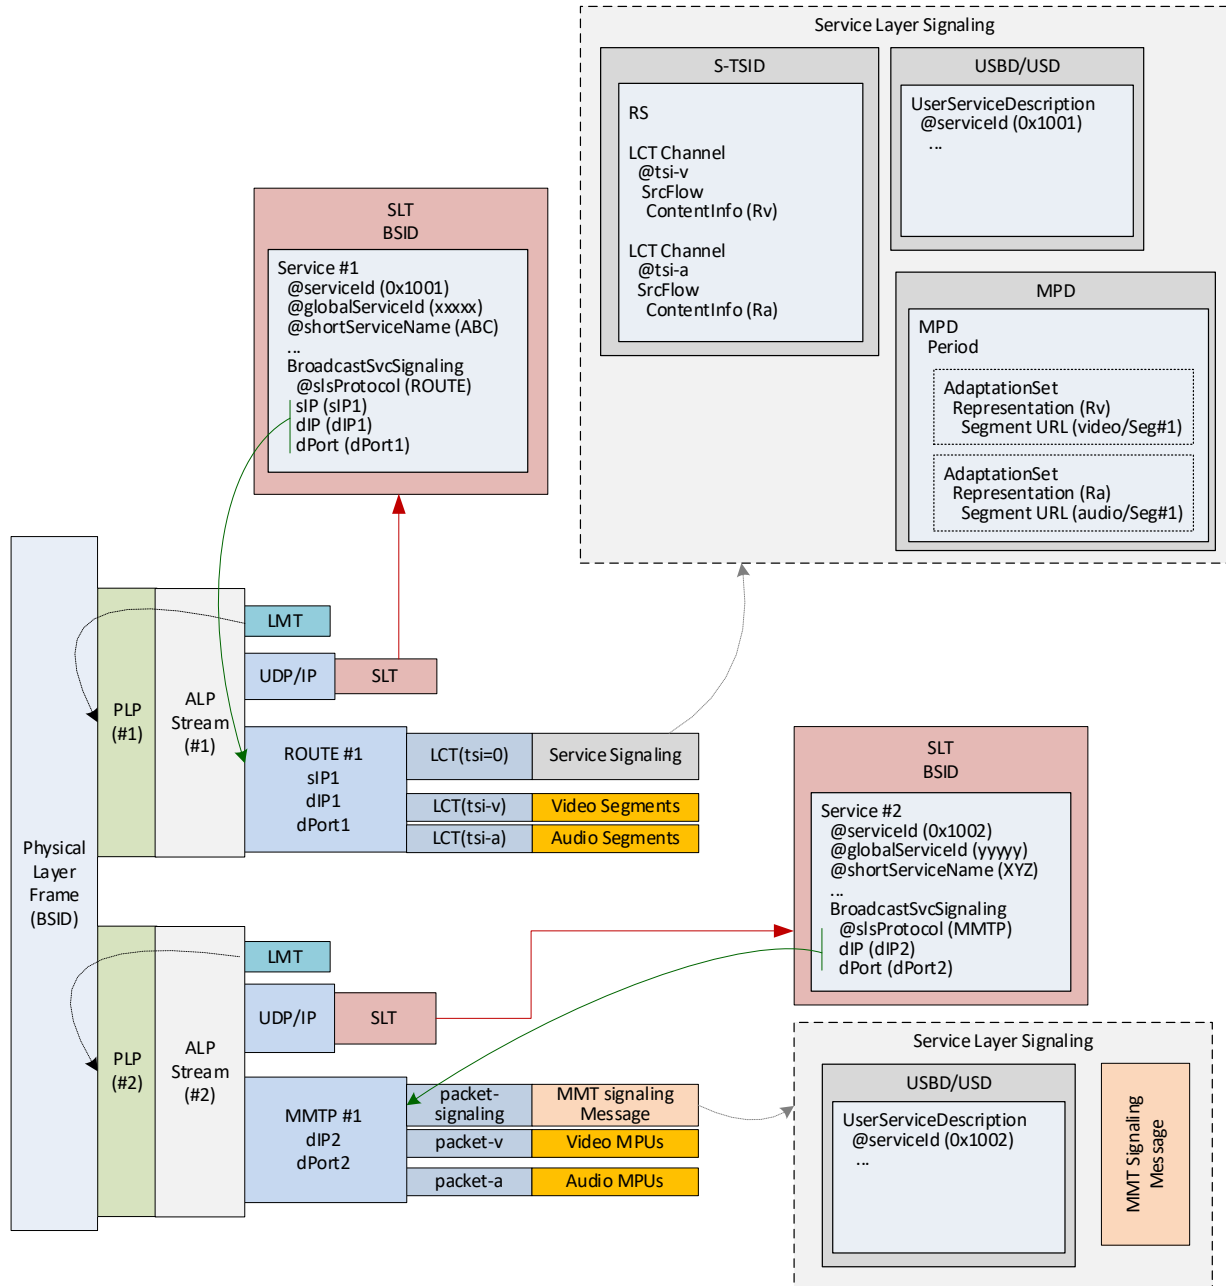 Service Layer Signaling
S-TSID
RS
LCT Channel
@tsi-v
SrcFlow
ContentInfo (Rv)
LCT Channel
@tsi-a
SrcFlow
ContentInfo (Ra)
USBD/USD
UserServiceDescription
@serviceId (0x1001)
...
MPD
MPD
Period
AdaptationSet
Representation (Rv)
Segment URL (video/Seg#1)
AdaptationSet
Representation (Ra)
Segment URL (audio/Seg#1)
SLT
BSID
Service #1
@serviceId (0x1001)
@globalServiceId (xxxxx)
@shortServiceName (ABC)
...
BroadcastSvcSignaling
@slsProtocol (ROUTE)
sIP (sIP1)
dIP (dIP1)
dPort (dPort1)
Physical
Layer
Frame
(BSID)
PLP
(#1)
ALP
Stream
(#1)
LMT
UDP/IP
SLT
ROUTE #1
sIP1
dIP1
dPort1
LCT(tsi=0)
Service Signaling
LCT(tsi-v)
Video Segments
LCT(tsi-a)
Audio Segments
SLT
BSID
Service #2
@serviceId (0x1002)
@globalServiceId (yyyyy)
@shortServiceName (XYZ)
...
BroadcastSvcSignaling
@slsProtocol (MMTP)
dIP (dIP2)
dPort (dPort2)
PLP
(#2)
ALP
Stream
(#2)
LMT
UDP/IP
SLT
MMTP #1
dIP2
dPort2
packet-
signaling
MMT signaling
Message
packet-v
Video MPUs
packet-a
Audio MPUs
Service Layer Signaling
USBD/USD
UserServiceDescription
@serviceId (0x1002)
...
MMT Signaling
Message